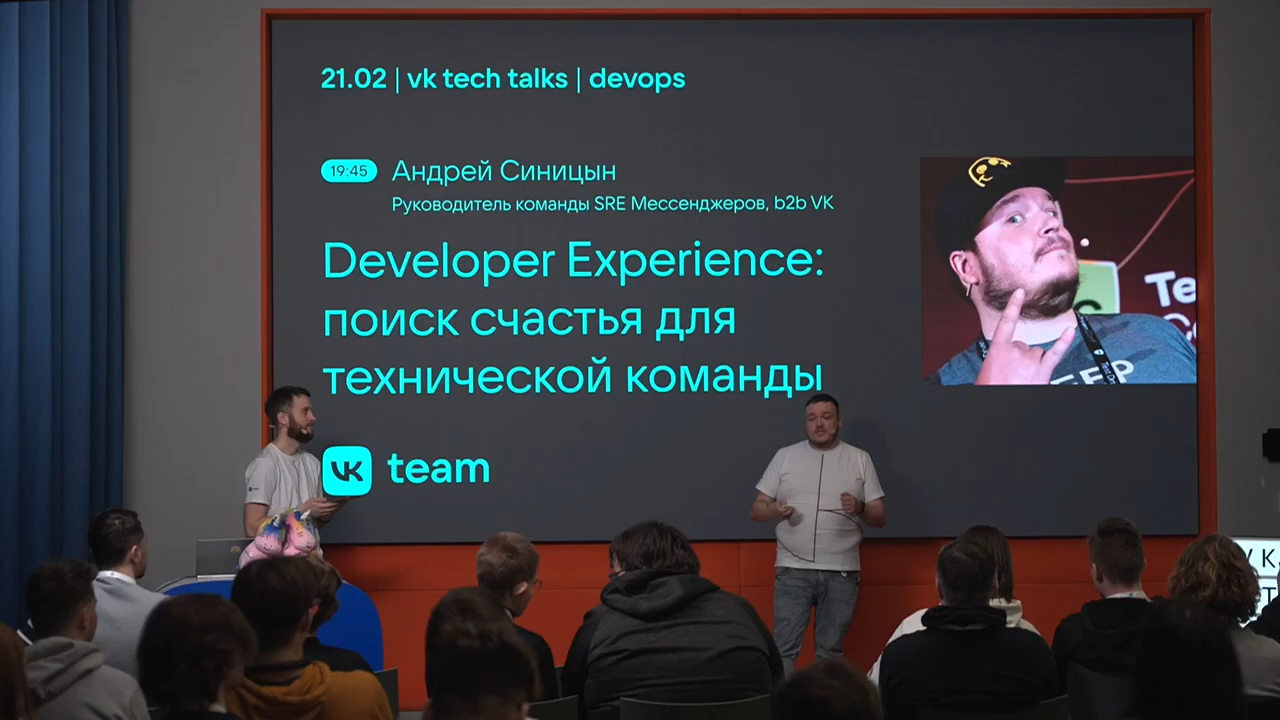 21.02 | vk tech talks | devops
19:45 Андрей Синицын
Руководитель команды SRE Мессенджеров, b2b VK
Developer Experience:
поиск счастья для
технической команды
VK team